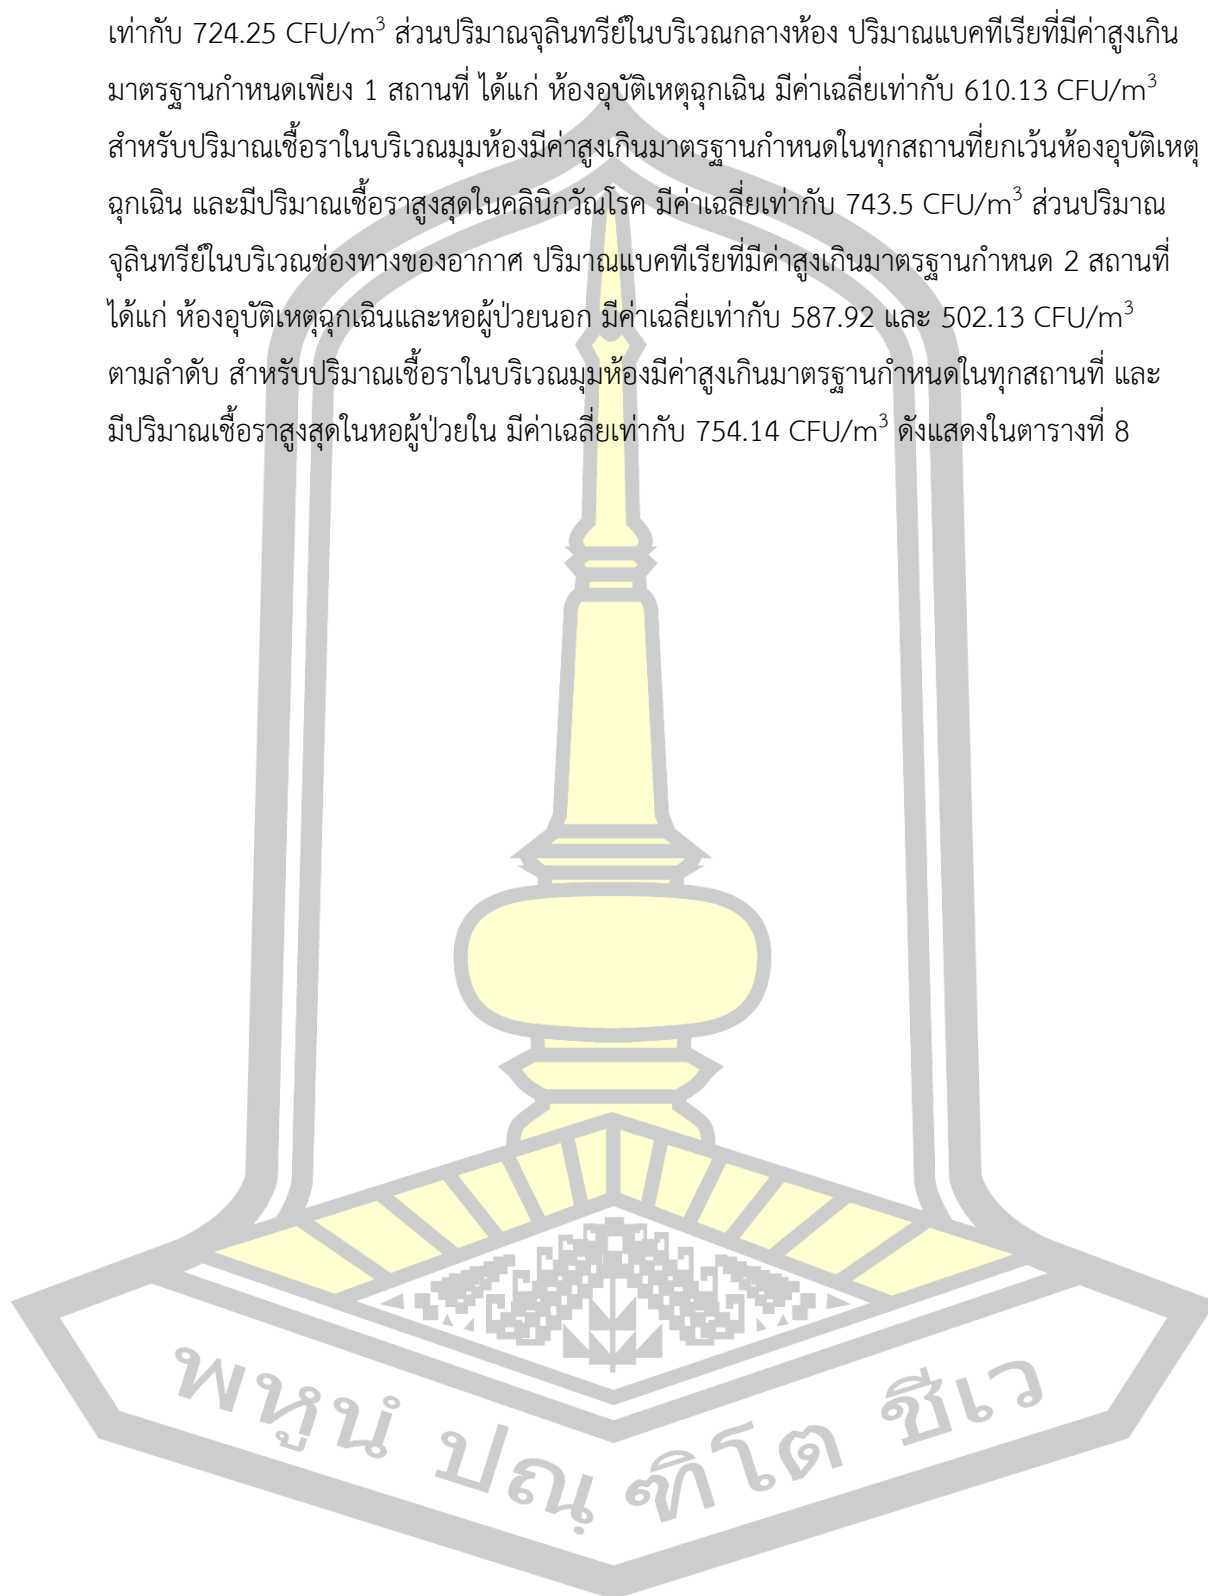 เท่ากับ 724.25 CFU/m³ ส่วนปริมาณจุลินทรีย์ในบริเวณกลางห้อง ปริมาณแบคทีเรียที่มีค่าสูงเกิน
มาตรฐานกำหนดเพียง 1 สถานที่ ได้แก่ ห้องอุบัติเหตุฉุกเฉิน มีค่าเฉลี่ยเท่ากับ 610.13 CFU/m³
สำหรับปริมาณเชื้อราในบริเวณมุมห้องมีค่าสูงเกินมาตรฐานกำหนดในทุกสถานที่ยกเว้นห้องอุบัติเหตุ
ฉุกเฉิน และมีปริมาณเชื้อราสูงสุดในคลินิกวัณโรค มีค่าเฉลี่ยเท่ากับ 743.5 CFU/m³ ส่วนปริมาณ
จุลินทรีย์ในบริเวณช่องทางของอากาศ ปริมาณแบคทีเรียที่มีค่าสูงเกินมาตรฐานกำหนด 2 สถานที่
ได้แก่ ห้องอุบัติเหตุฉุกเฉินและหอผู้ป่วยนอก มีค่าเฉลี่ยเท่ากับ 587.92 และ 502.13 CFU/m³
ตามลำดับ สำหรับปริมาณเชื้อราในบริเวณมุมห้องมีค่าสูงเกินมาตรฐานกำหนดในทุกสถานที่ และ
มีปริมาณเชื้อราสูงสุดในหอผู้ป่วยใน มีค่าเฉลี่ยเท่ากับ 754.14 CFU/m³ ดังแสดงในตารางที่ 8
พหูนํ ปณฺฑิโต ชีเว